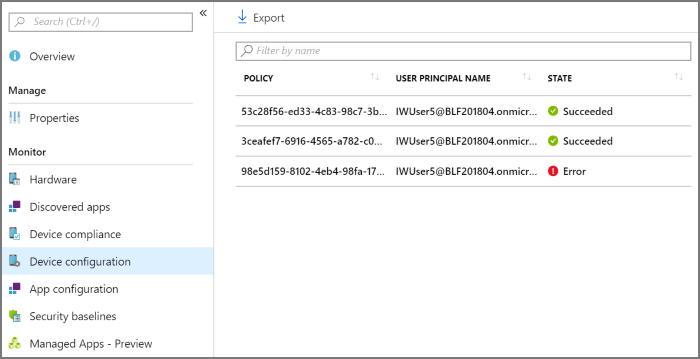 Search (Ctrl+/)
«
Overview
Manage
Properties
Monitor
Hardware
Discovered apps
Device compliance
Device configuration
App configuration
Security baselines
Managed Apps - Preview
Export
Filter by name
POLICY USER PRINCIPAL NAME STATE
53c28f56-ed33-4c83-98c7-3b... IWUser5@BLF201804.onmicr... Succeeded
3ceafef7-6916-4565-a782-c0... IWUser5@BLF201804.onmicr... Succeeded
98e5d159-8102-4eb4-98fa-17... IWUser5@BLF201804.onmicr... Error